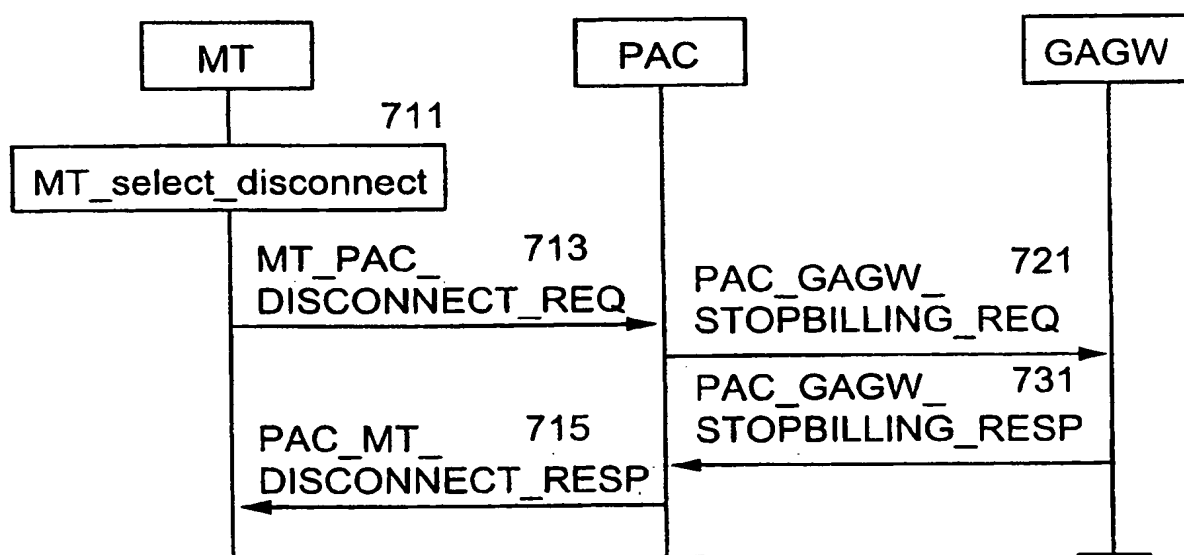 MT
PAC
GAGW
711
MT_select_disconnect
MT_PAC_ 713
DISCONNECT_REQ
PAC_GAGW_ 721
STOPBILLING_REQ
PAC_GAGW_ 731
STOPBILLING_RESP
PAC_MT_ 715
DISCONNECT_RESP